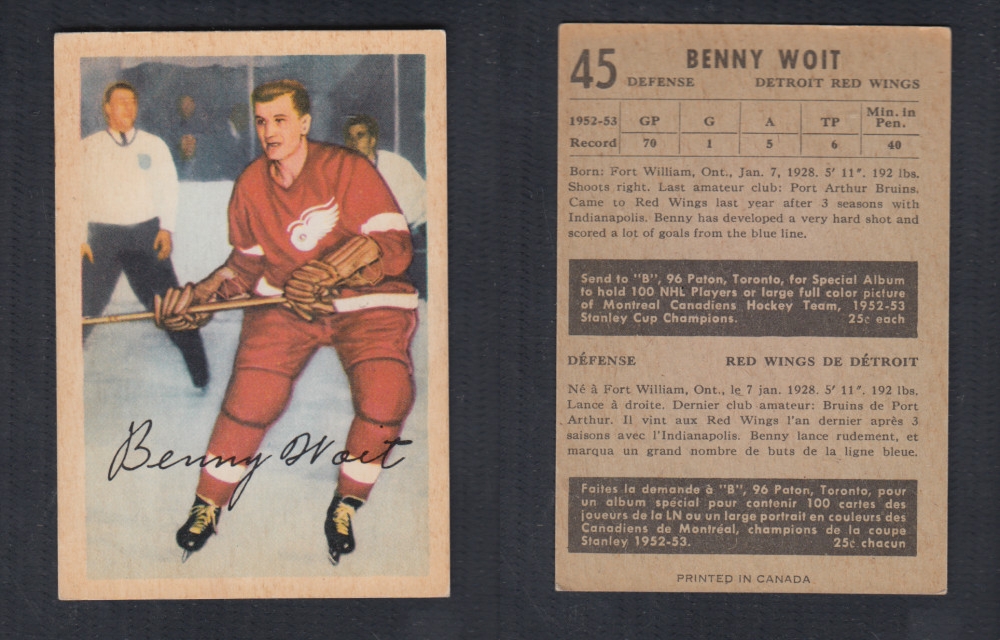 Benny Woit
45 BENNY WOIT
DEFENSE DETROIT RED WINGS
1952-53 GP G A TP Min. in Pen.
Record 70 1 5 6 40
Born: Fort William, Ont., Jan. 7, 1928. 5' 11". 192 lbs.
Shoots right. Last amateur club: Port Arthur Bruins.
Came to Red Wings last year after 3 seasons with
Indianapolis. Benny has developed a very hard shot and
scored a lot of goals from the blue line.
Send to "B", 96 Paton, Toronto, for Special Album
to hold 100 NHL Players or large full color picture
of Montreal Canadiens Hockey Team, 1952-53
Stanley Cup Champions. 25c each
DÉFENSE RED WINGS DE DÉTROIT
Né à Fort William, Ont., le 7 jan. 1928. 5' 11". 192 lbs.
Lance à droite. Dernier club amateur: Bruins de Port
Arthur. Il vint aux Red Wings l'an dernier après 3
saisons avec l'Indianapolis. Benny lance rudement, et
marqua un grand nombre de buts de la ligne bleue.
Faites la demande à "B", 96 Paton, Toronto, pour
un album spécial pour contenir 100 cartes des
joueurs de la LN ou un large portrait en couleurs des
Canadiens de Montréal, champions de la coupe
Stanley 1952-53. 25c chacun
PRINTED IN CANADA